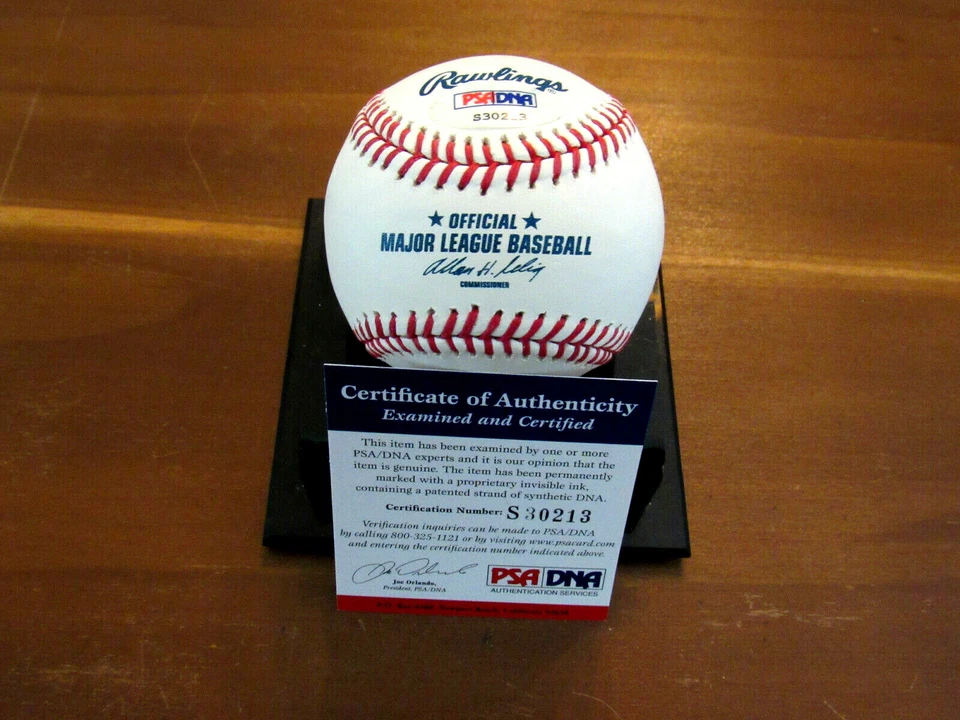 Rawlings
PSA DNA
S302 3
★ OFFICIAL ★
MAJOR LEAGUE BASEBALL
Allan H. Selig
COMMISSIONER
Certificate of Authenticity
Examined and Certified
This item has been examined by one or more
PSA/DNA experts and it is our opinion that the
item is genuine. The item has been permanently
marked with a proprietary invisible ink,
containing a patented strand of synthetic DNA.
Certification Number: S30213
Verification inquiries can be made to PSA/DNA
by calling 800-325-1121 or by visiting www.psacard.com
and entering the certification number indicated above.
Joe Orlando
Joe Orlando,
President, PSA/DNA
PSA DNA
AUTHENTICATION SERVICES